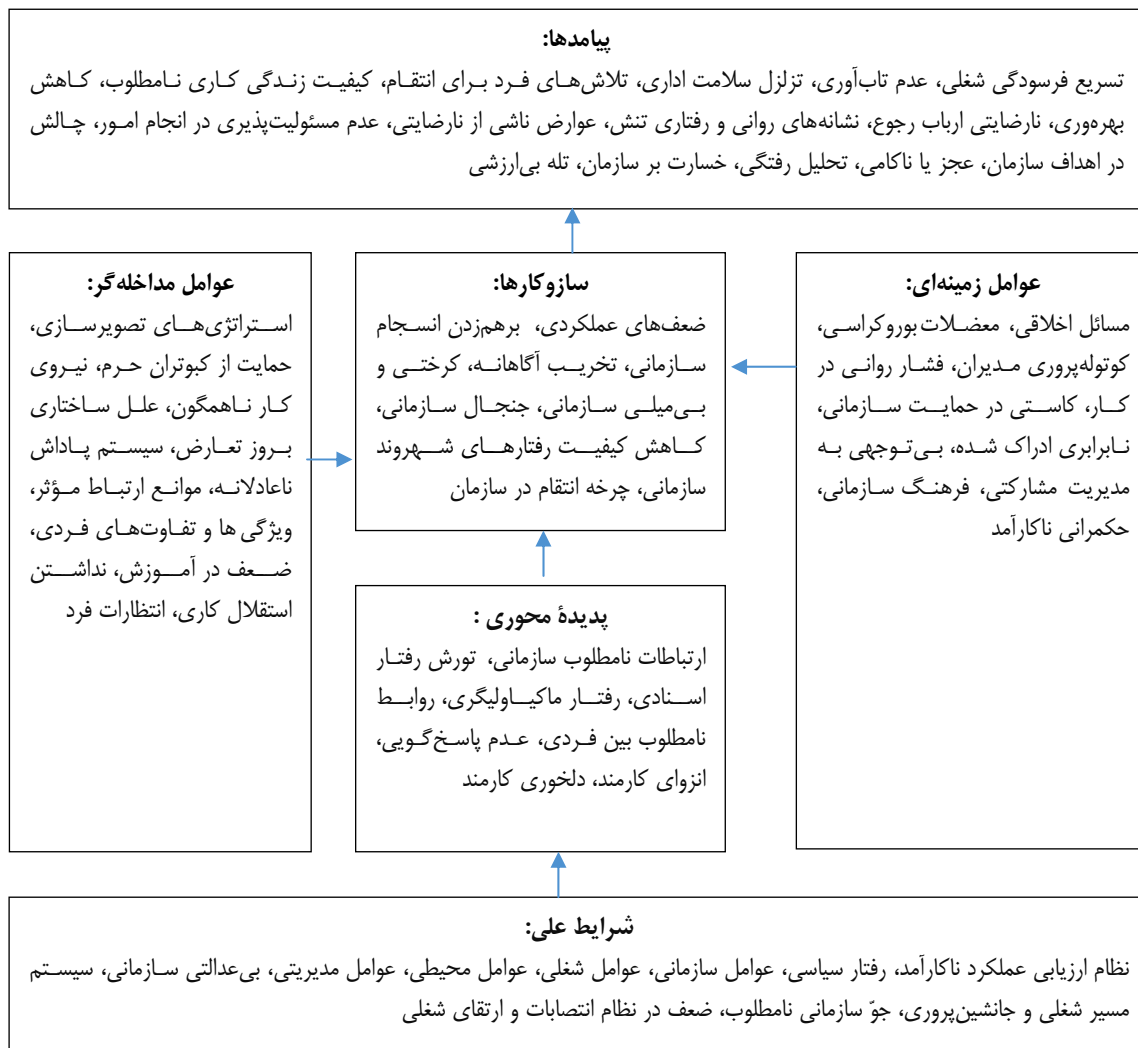 پیامدها:
تسریع فرسودگی شغلی، عدم تاب‌آوری، تزلزل سلامت اداری، تلاش‌های فرد برای انتقام، کیفیت زندگی کاری نامطلوب، کاهش
بهره‌وری، نارضایتی ارباب رجوع، نشانه‌های روانی و رفتاری تنش، عوارض ناشی از نارضایتی، عدم مسئولیت‌پذیری در انجام امور، چالش
در اهداف سازمان، عجز یا ناکامی، تحلیل رفتگی، خسارت بر سازمان، تله بی‌ارزشی
عوامل زمینه‌ای:
مسائل اخلاقی، معضلات بوروکراسی،
کوتوله‌پروری مدیران، فشار روانی در
کار، کاستی در حمایت سازمانی،
نابرابری ادراک شده، بی‌توجهی به
مدیریت مشارکتی، فرهنگ سازمانی،
حکمرانی ناکارآمد
سازوکارها:
ضعف‌های عملکردی، برهم‌زدن انسجام
سازمانی، تخریب آگاهانه، کرختی و
بی‌میلی سازمانی، جنجال سازمانی،
کاهش کیفیت رفتارهای شهروند
سازمانی، چرخه انتقام در سازمان
عوامل مداخله‌گر:
استراتژی‌های تصویرسازی،
حمایت از کبوتران حرم، نیروی
کار ناهمگون، علل ساختاری
بروز تعارض، سیستم پاداش
ناعادلانه، موانع ارتباط مؤثر،
ویژگی ها و تفاوت‌های فردی،
ضعف در آموزش، نداشتن
استقلال کاری، انتظارات فرد
پدیدۀ محوری :
ارتباطات نامطلوب سازمانی، تورش رفتار
اسنادی، رفتار ماکیاولیگری، روابط
نامطلوب بین فردی، عدم پاسخ‌گویی،
انزوای کارمند، دلخوری کارمند
شرایط علی:
نظام ارزیابی عملکرد ناکارآمد، رفتار سیاسی، عوامل سازمانی، عوامل شغلی، عوامل محیطی، عوامل مدیریتی، بی‌عدالتی سازمانی، سیستم
مسیر شغلی و جانشین‌پروری، جوّ سازمانی نامطلوب، ضعف در نظام انتصابات و ارتقای شغلی